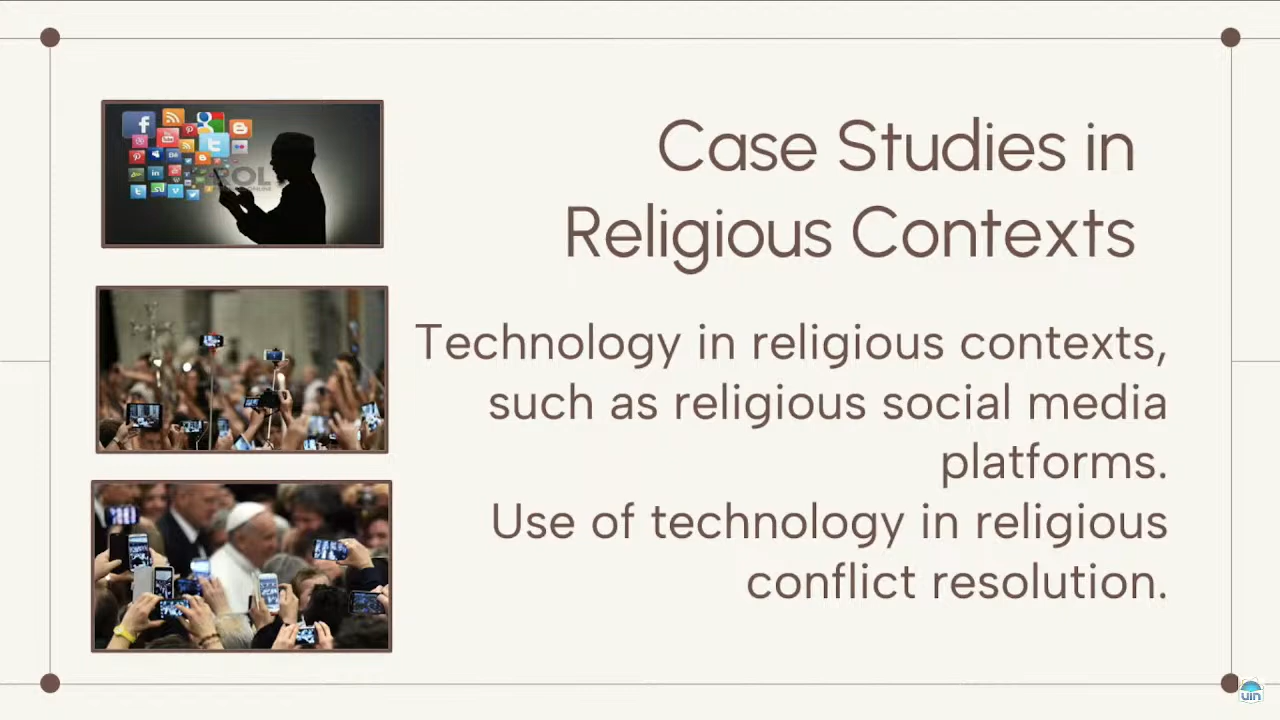 Case Studies in
Religious Contexts
Technology in religious contexts,
such as religious social media
platforms.
Use of technology in religious
conflict resolution.
uin